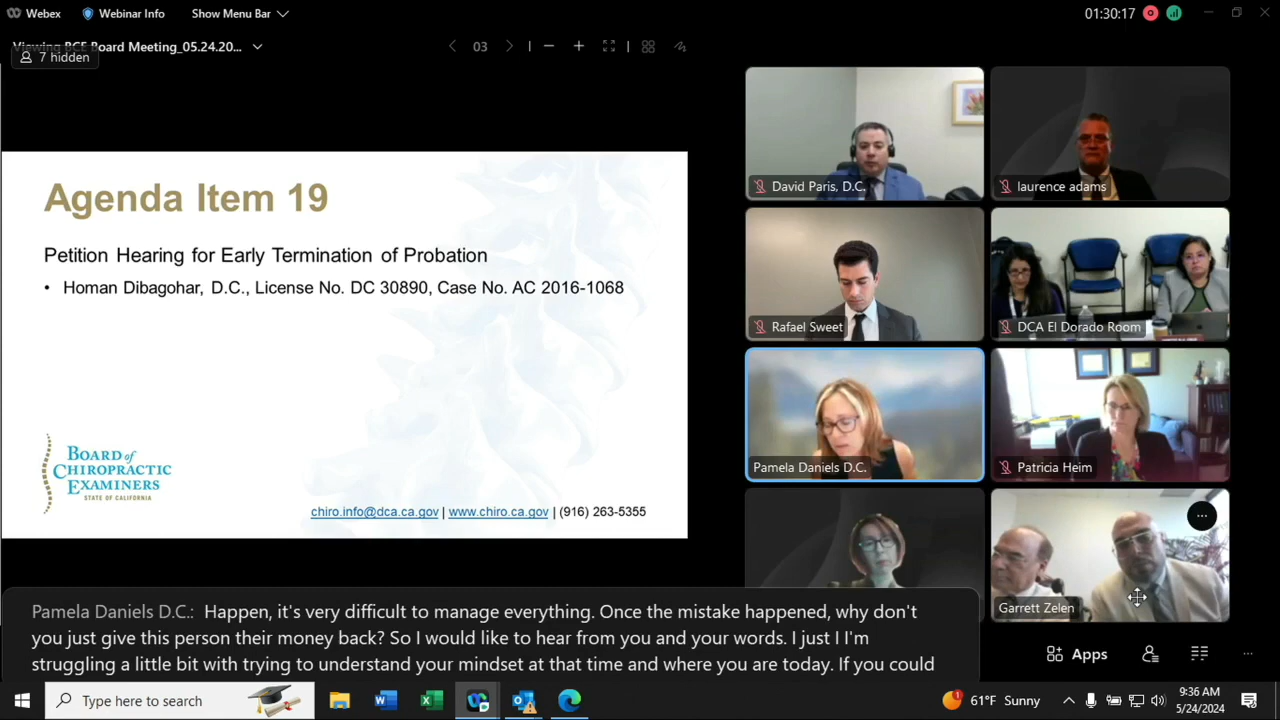 Webex
Webinar Info
Show Menu Bar
01:30:17
Viewing BCE Board Meeting_05.24.20...
7 hidden
03
Agenda Item 19
Petition Hearing for Early Termination of Probation
• Homan Dibagohar, D.C., License No. DC 30890, Case No. AC 2016-1068
BOARD of
CHIROPRACTIC
EXAMINERS
STATE OF CALIFORNIA
chiro.info@dca.ca.gov | www.chiro.ca.gov | (916) 263-5355
David Paris, D.C.
laurence adams
Rafael Sweet
DCA El Dorado Room
Pamela Daniels D.C.
Patricia Heim
Garrett Zelen
Pamela Daniels D.C.: Happen, it's very difficult to manage everything. Once the mistake happened, why don't
you just give this person their money back? So I would like to hear from you and your words. I just I I'm
struggling a little bit with trying to understand your mindset at that time and where you are today. If you could
Apps
Type here to search
1
61°F Sunny
9:36 AM
5/24/2024